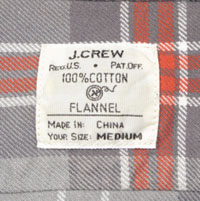 J.CREW
REG. U.S. • PAT. OFF.
100% COTTON
FLANNEL
MADE IN: CHINA
YOUR SIZE: MEDIUM